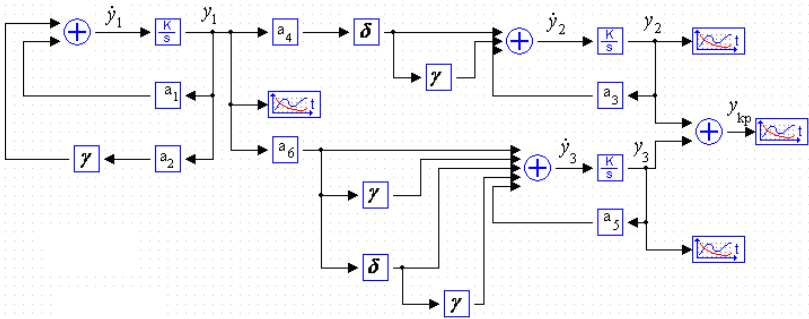 ẏ₁ K/s y₁ a₄ δ ẏ₂ K/s y₂ t
γ
a₁ t a₃
y_kp t
γ a₂ a₆ ẏ₃ K/s y₃
γ
a₅
δ t
γ